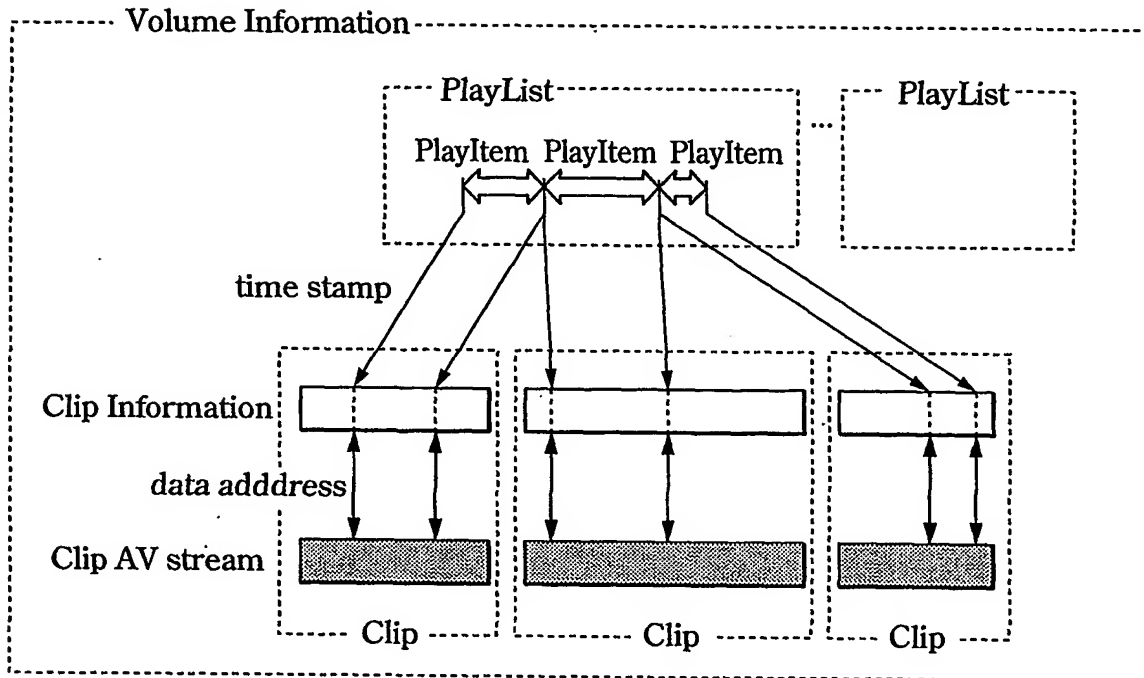 Volume Information
PlayList
PlayList
...
PlayItem PlayItem PlayItem
time stamp
Clip Information
data adddress
Clip AV stream
Clip
Clip
Clip